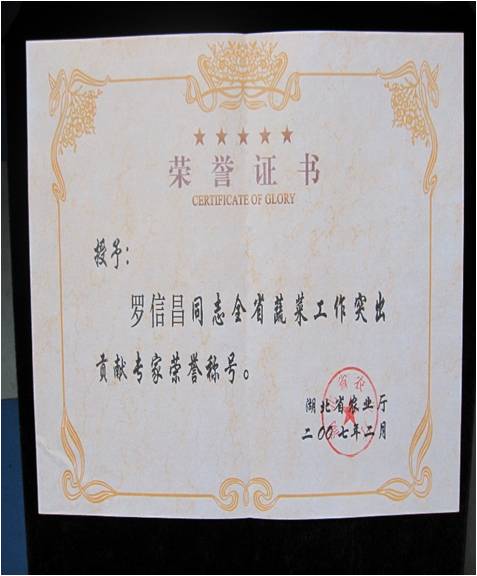 荣誉证书
CERTIFICATE OF GLORY
授予：
罗信昌同志全省蔬菜工作突出
贡献专家荣誉称号。
湖北省农业厅
二00七年二月